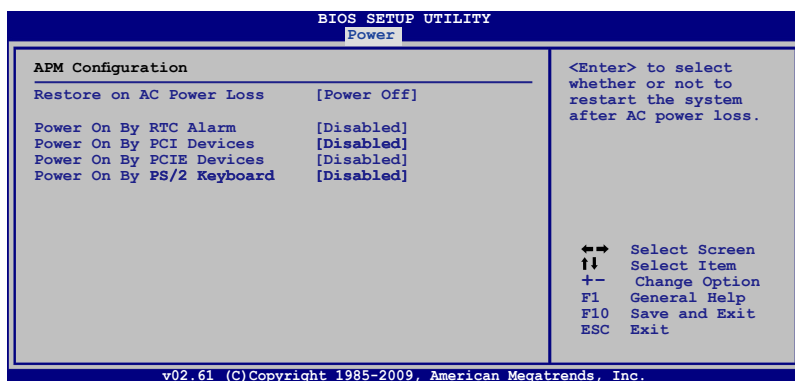 BIOS SETUP UTILITY
Power
APM Configuration
Restore on AC Power Loss [Power Off]
Power On By RTC Alarm [Disabled]
Power On By PCI Devices [Disabled]
Power On By PCIE Devices [Disabled]
Power On By PS/2 Keyboard [Disabled]
<Enter> to select
whether or not to
restart the system
after AC power loss.
←→ Select Screen
↑↓ Select Item
+- Change Option
F1 General Help
F10 Save and Exit
ESC Exit
v02.61 (C)Copyright 1985-2009, American Megatrends, Inc.